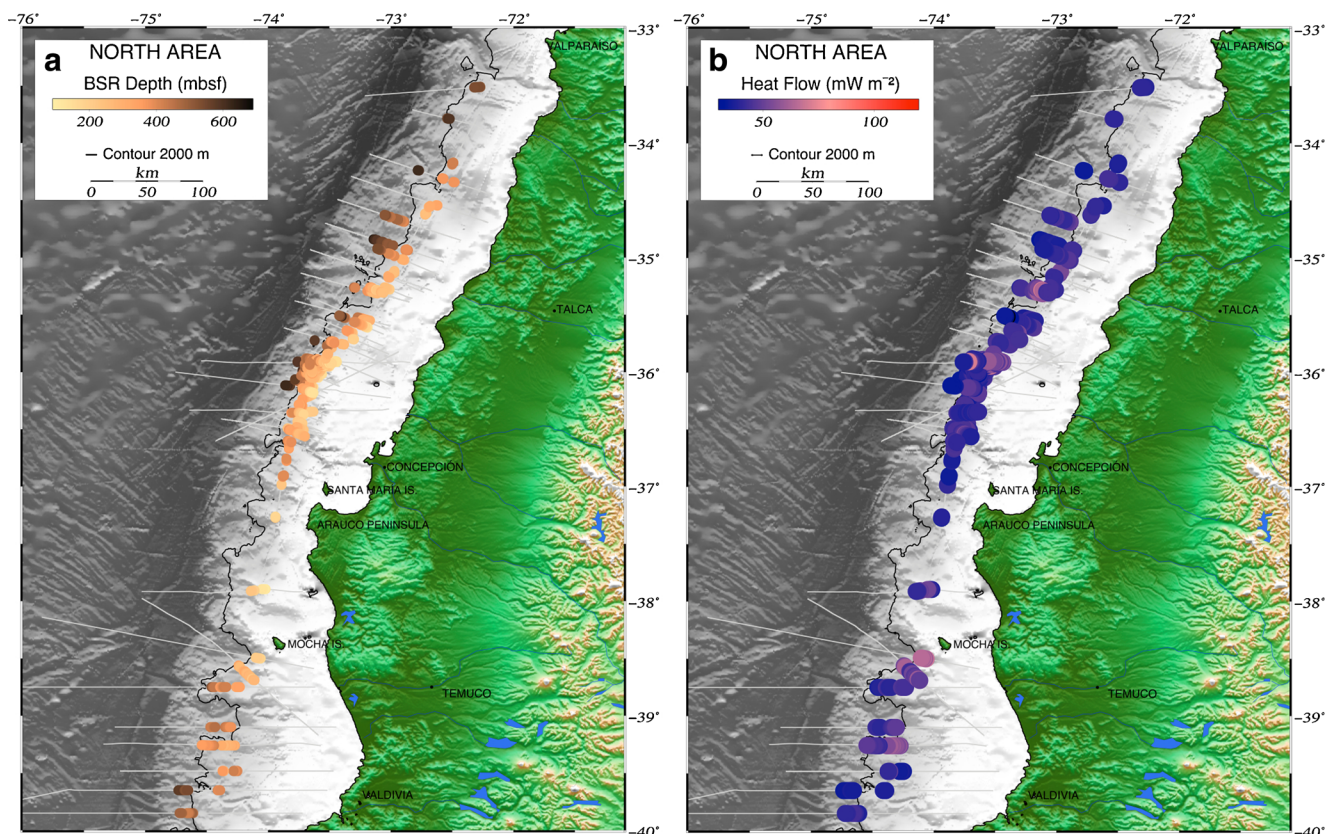 −76° −75° −74° −73° −72° −76° −75° −74° −73° −72°
a NORTH AREA
BSR Depth (mbsf)
200 400 600
Contour 2000 m
km
0 50 100
VALPARAISO
TALCA
CONCEPCIÓN
SANTA MARIA IS.
ARAUCO PENINSULA
MOCHA IS.
TEMUCO
VALDIVIA
−33°
−34°
−35°
−36°
−37°
−38°
−39°
−40°
b NORTH AREA
Heat Flow (mW m⁻²)
50 100
Contour 2000 m
km
0 50 100
VALPARAISO
TALCA
CONCEPCIÓN
SANTA MARIA IS.
ARAUCO PENINSULA
MOCHA IS.
TEMUCO
VALDIVIA
−33°
−34°
−35°
−36°
−37°
−38°
−39°
−40°